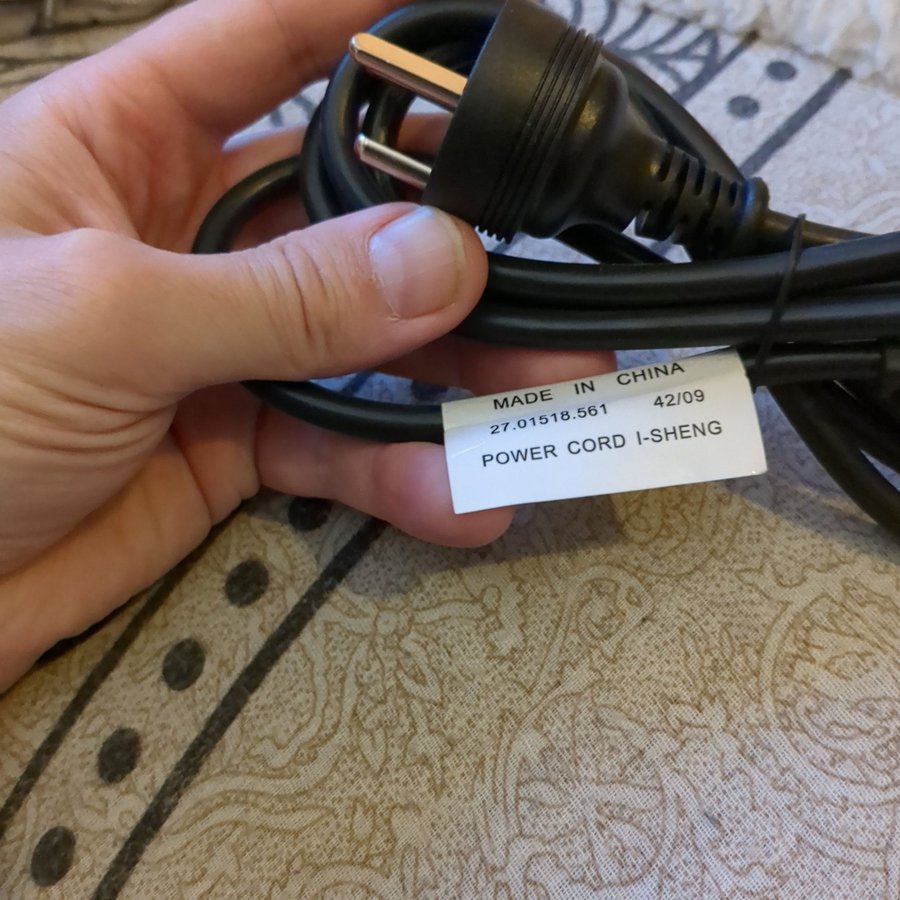 MADE IN CHINA
27.01518.561 42/09
POWER CORD I-SHENG